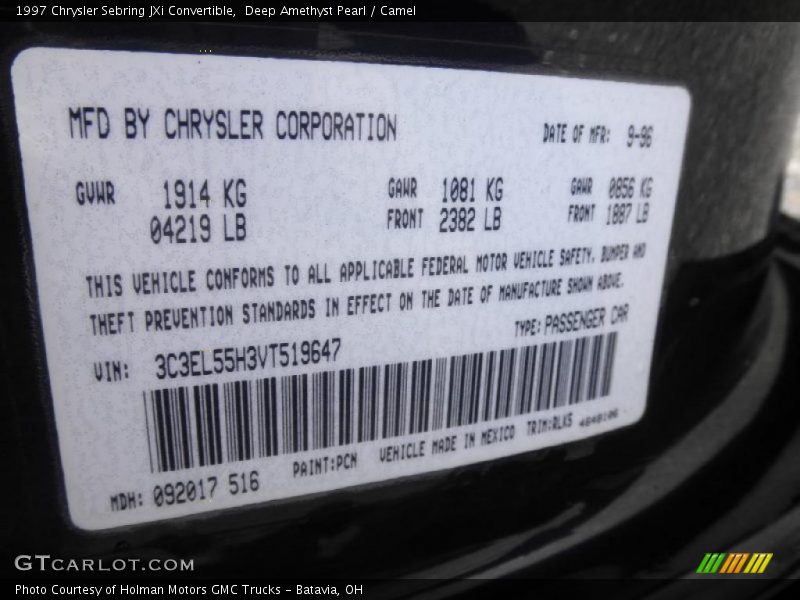 1997 Chrysler Sebring JXi Convertible,  Deep Amethyst Pearl / Camel
MFD BY CHRYSLER CORPORATION DATE OF MFR: 9-96
GVWR 1914 KG GAWR 1081 KG GAWR 0856 KG
04219 LB FRONT 2382 LB FRONT 1887 LB
THIS VEHICLE CONFORMS TO ALL APPLICABLE FEDERAL MOTOR VEHICLE SAFETY, BUMPER AND
THEFT PREVENTION STANDARDS IN EFFECT ON THE DATE OF MANUFACTURE SHOWN ABOVE.
VIN: 3C3EL55H3VT519647 TYPE: PASSENGER CAR
MDH: 092017 516 PAINT:PCN VEHICLE MADE IN MEXICO TRIM:RLK5
GTCARLOT.COM
Photo Courtesy of Holman Motors GMC Trucks - Batavia, OH